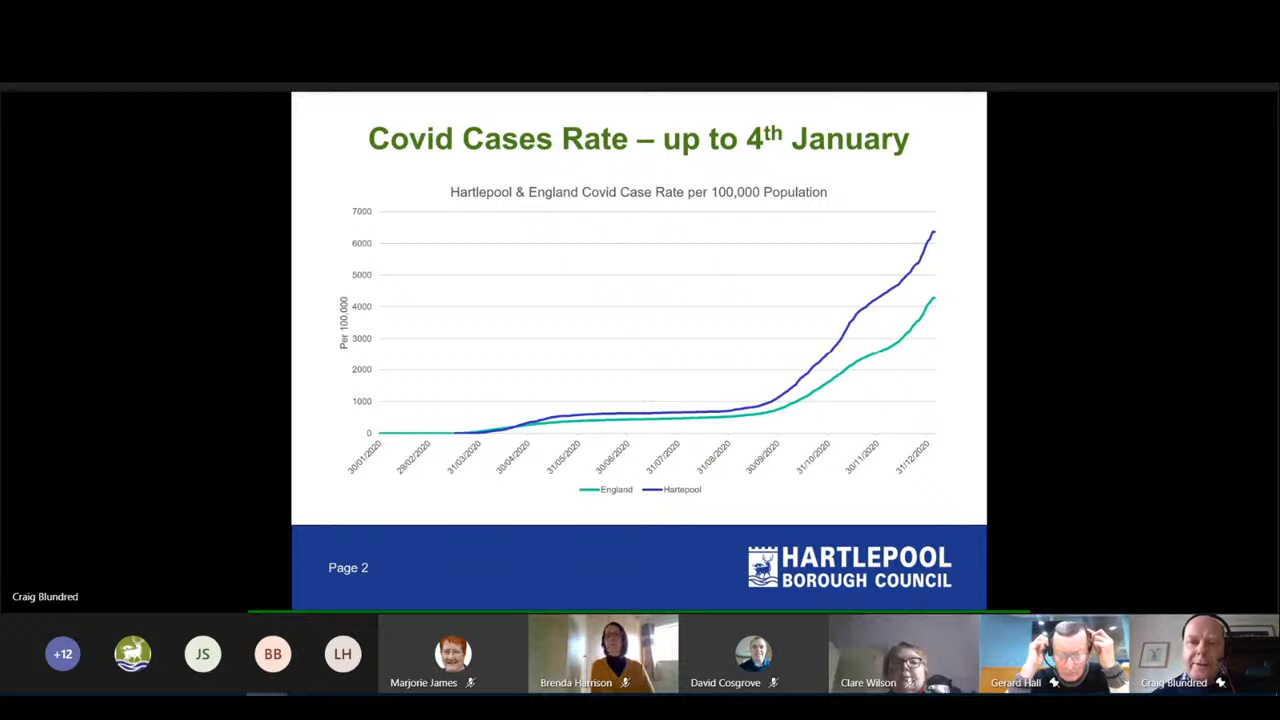 Covid Cases Rate – up to 4th January
Hartlepool & England Covid Case Rate per 100,000 Population
Per 100,000
7000
6000
5000
4000
3000
2000
1000
0
30/01/2020
29/02/2020
31/03/2020
30/04/2020
31/05/2020
30/06/2020
31/07/2020
31/08/2020
30/09/2020
31/10/2020
30/11/2020
31/12/2020
England
Hartepool
Page 2
HARTLEPOOL
BOROUGH COUNCIL
Craig Blundred
+12
JS
BB
LH
Marjorie James
Brenda Harrison
David Cosgrove
Clare Wilson
Gerard Hall
Craig Blundred